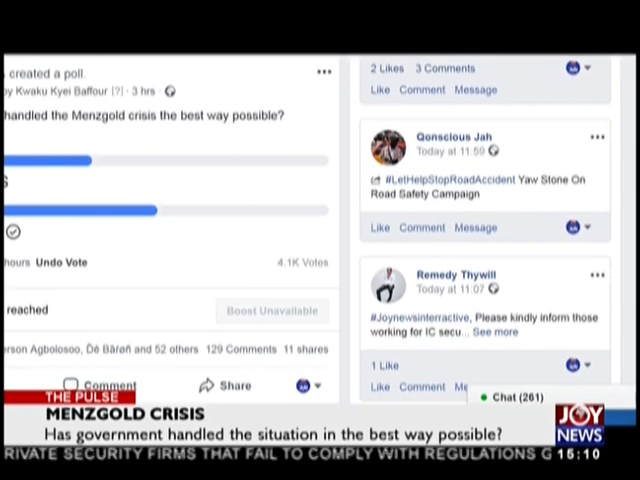 created a poll.
by Kwaku Kyei Baffour [?] · 3 hrs ·
handled the Menzgold crisis the best way possible?
S
hours Undo Vote
4.1K Votes
reached
Boost Unavailable
erson Agbolosoo, Ďé Bārøñ and 52 others 129 Comments 11 shares
Comment Share
2 Likes 3 Comments
Like Comment Message
Qonscious Jah
Today at 11:59
#LetHelpStopRoadAccident Yaw Stone On
Road Safety Campaign
Like Comment Message
Remedy Thywill
Today at 11:07
#Joynewsinterractive, Please kindly inform those
working for IC secu... See more
1 Like
Like Comment Me
Chat (261)
THE PULSE
MENZGOLD CRISIS
Has government handled the situation in the best way possible?
JOY
NEWS
RIVATE SECURITY FIRMS THAT FAIL TO COMPLY WITH REGULATIONS G
15:10